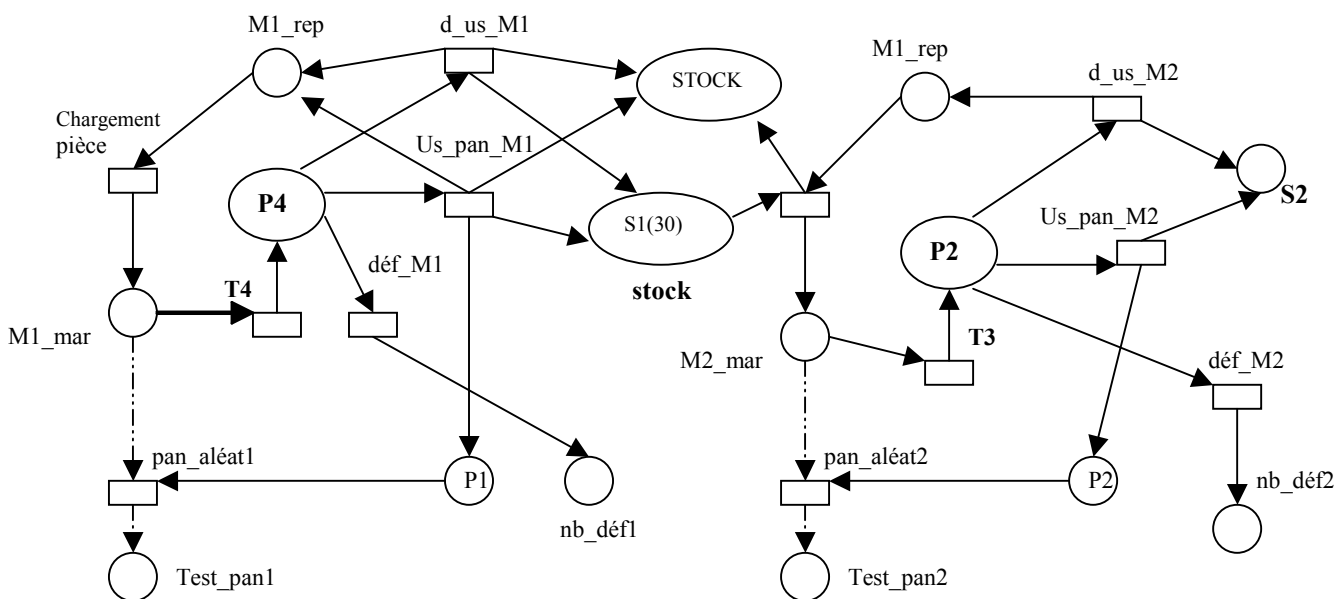 M1_rep
d_us_M1
M1_rep
d_us_M2
STOCK
Chargement
pièce
Us_pan_M1
P4
S1(30)
S2
Us_pan_M2
P2
déf_M1
stock
T4
M1_mar
T3
M2_mar
déf_M2
pan_aléat1
P1
pan_aléat2
P2
nb_déf1
nb_déf2
Test_pan1
Test_pan2